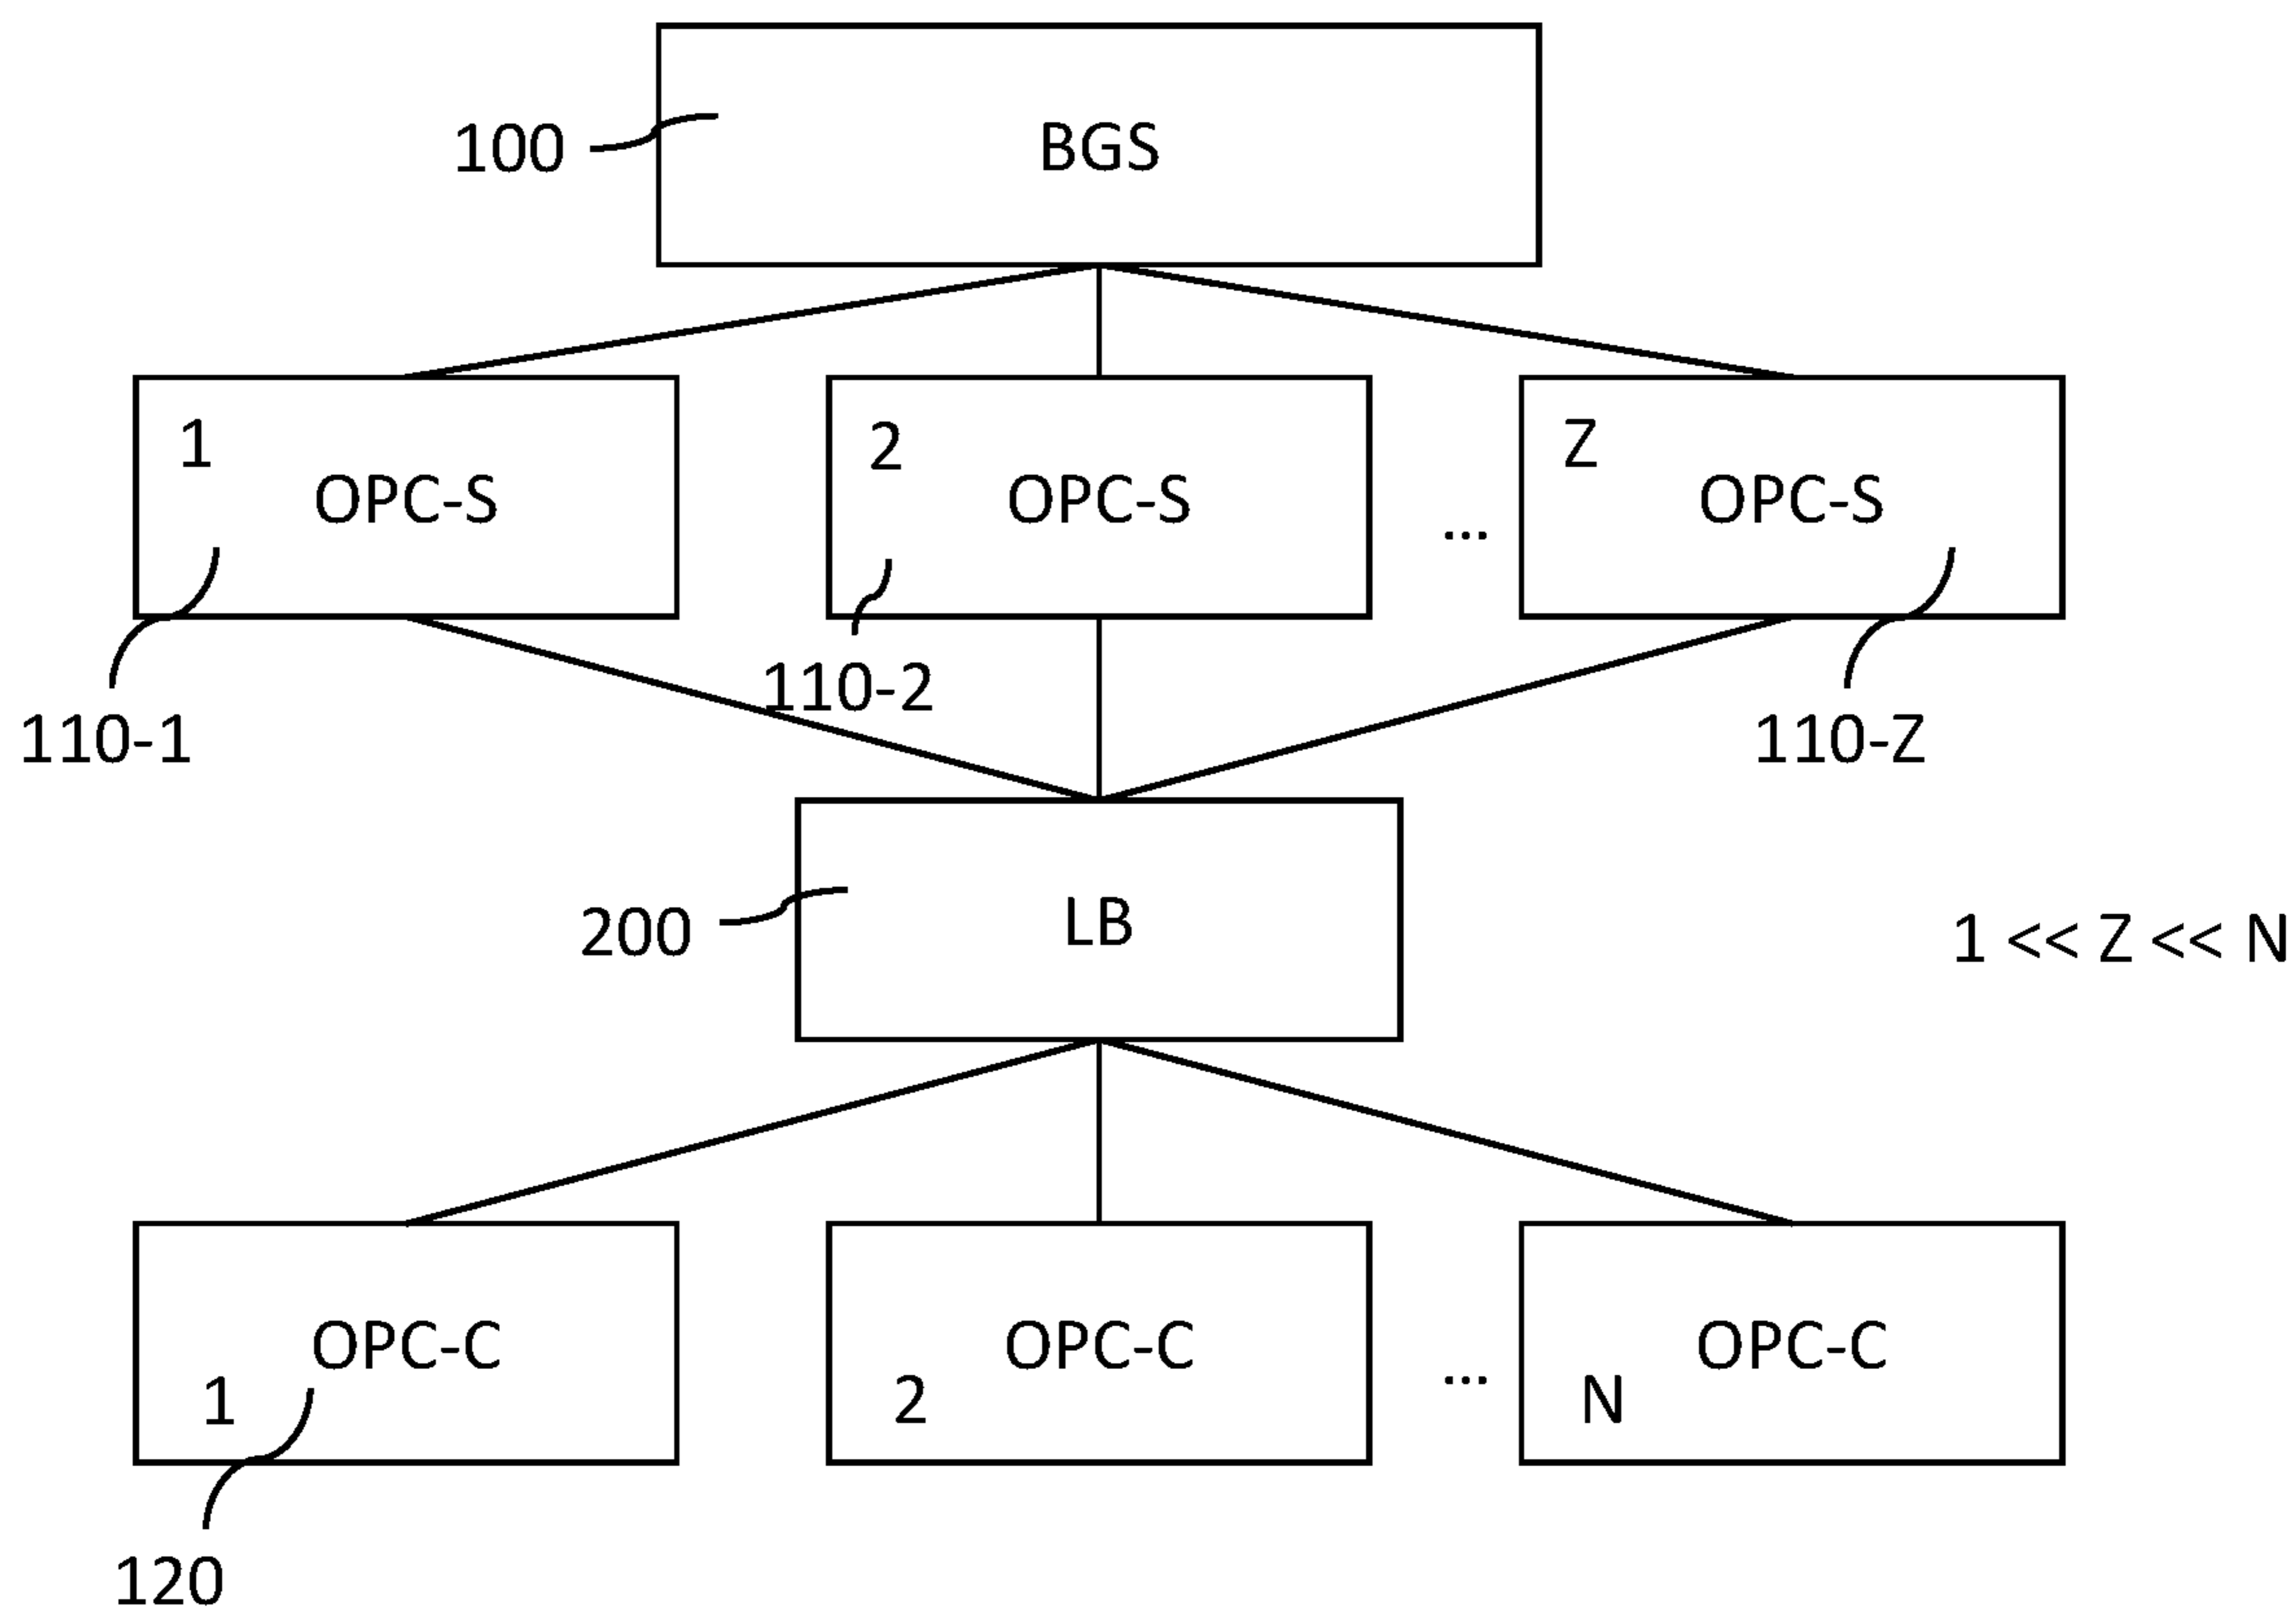 100
BGS
1
OPC-S
2
OPC-S
...
Z
OPC-S
110-1
110-2
110-Z
200
LB
1 << Z << N
OPC-C
1
OPC-C
2
...
OPC-C
N
120